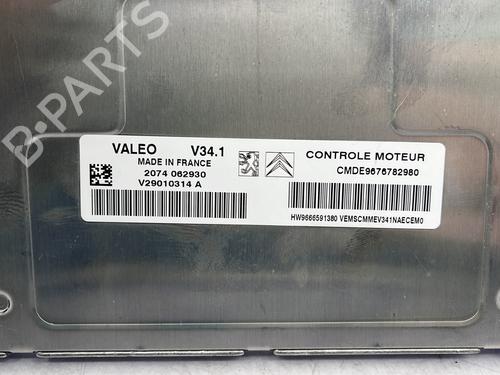 B-PARTS
VALEO V34.1
MADE IN FRANCE
2074 062930
V29010314 A
CONTROLE MOTEUR
CMDE9676782980
HW9666591380 VEMSCMMEV341NAECEM0